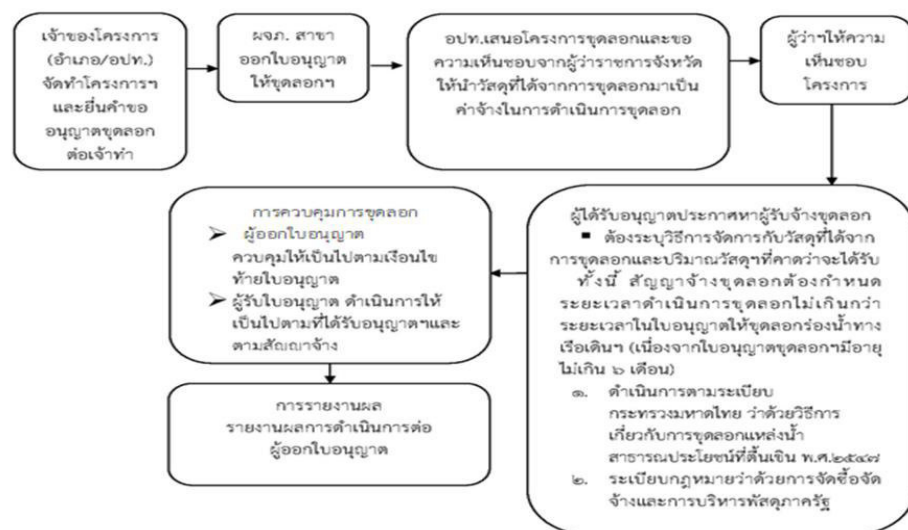 เจ้าของโครงการ
(อำเภอ/อปท.)
จัดทำโครงการฯ
และยื่นคำขอ
อนุญาตขุดลอก
ต่อเจ้าท่า
ผจภ. สาขา
ออกใบอนุญาต
ให้ขุดลอกฯ
อปท.เสนอโครงการขุดลอกและขอ
ความเห็นชอบจากผู้ว่าราชการจังหวัด
ให้นำวัสดุที่ได้จากการขุดลอกมาเป็น
ค่าจ้างในการดำเนินการขุดลอก
ผู้ว่าฯให้ความ
เห็นชอบ
โครงการ
ผู้ได้รับอนุญาตประกาศหาผู้รับจ้างขุดลอก
▪ ต้องระบุวิธีการจัดการกับวัสดุที่ได้จาก
การขุดลอกและปริมาณวัสดุฯที่คาดว่าจะได้รับ
ทั้งนี้ สัญญาจ้างขุดลอกต้องกำหนด
ระยะเวลาดำเนินการขุดลอกไม่เกินกว่า
ระยะเวลาในใบอนุญาตให้ขุดลอกร่องน้ำทาง
เรือเดินฯ (เนื่องจากใบอนุญาตขุดลอกฯมีอายุ
ไม่เกิน ๖ เดือน)
๑. ดำเนินการตามระเบียบ
กระทรวงมหาดไทย ว่าด้วยวิธีการ
เกี่ยวกับการขุดลอกแหล่งน้ำ
สาธารณประโยชน์ที่ตื้นเขิน พ.ศ.๒๕๔๗
๒. ระเบียบกฎหมายว่าด้วยการจัดซื้อจัด
จ้างและการบริหารพัสดุภาครัฐ
การควบคุมการขุดลอก
➢ ผู้ออกใบอนุญาต
ควบคุมให้เป็นไปตามเงื่อนไข
ท้ายใบอนุญาต
➢ ผู้รับใบอนุญาต ดำเนินการให้
เป็นไปตามที่ได้รับอนุญาตฯและ
ตามสัญญาจ้าง
การรายงานผล
รายงานผลการดำเนินการต่อ
ผู้ออกใบอนุญาต